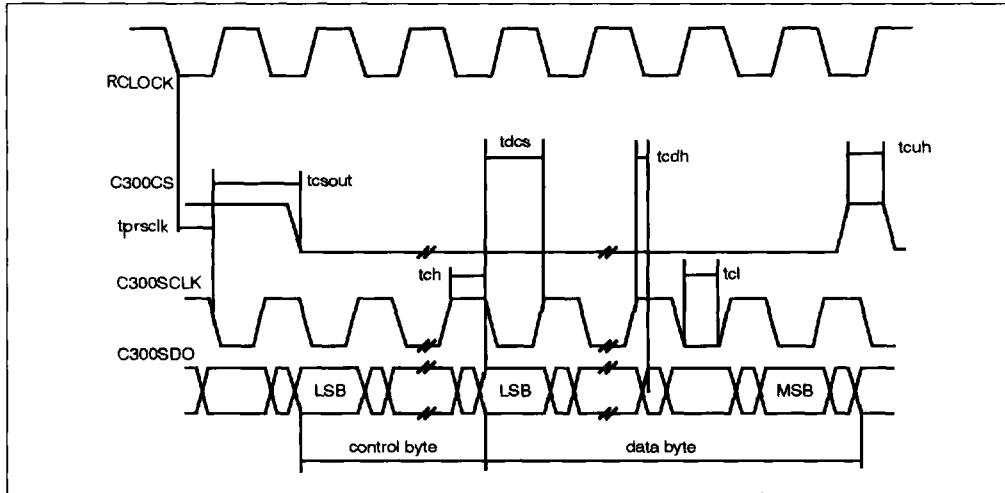 RCLOCK
tdcs
tcdh
tcuh
C300CS
tcsout
tprsclk
tch
tcl
C300SCLK
C300SDO
LSB
LSB
MSB
control byte
data byte